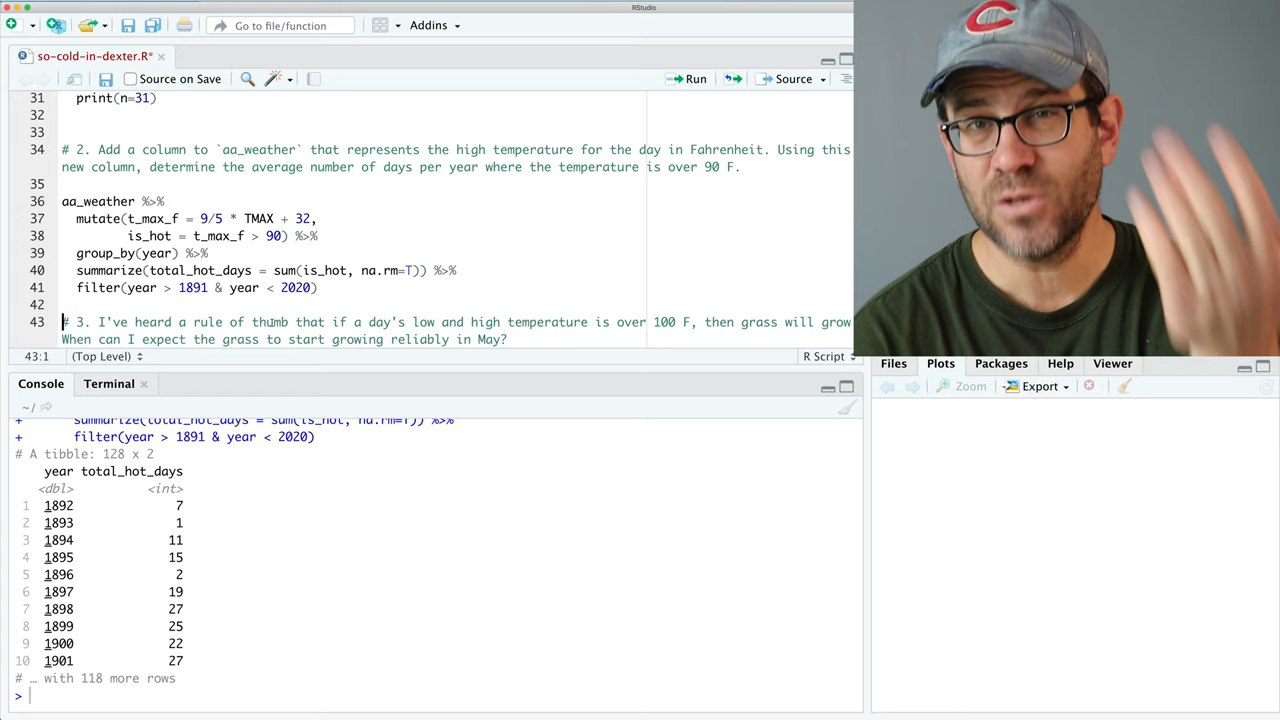 RStudio
Go to file/function
Addins
so-cold-in-dexter.R*
Source on Save
Run
Source
31 print(n=31)
32
33
34 # 2. Add a column to `aa_weather` that represents the high temperature for the day in Fahrenheit. Using this
new column, determine the average number of days per year where the temperature is over 90 F.
35
36 aa_weather %>%
37 mutate(t_max_f = 9/5 * TMAX + 32,
38 is_hot = t_max_f > 90) %>%
39 group_by(year) %>%
40 summarize(total_hot_days = sum(is_hot, na.rm=T)) %>%
41 filter(year > 1891 & year < 2020)
42
43 # 3. I've heard a rule of thumb that if a day's low and high temperature is over 100 F, then grass will grow
When can I expect the grass to start growing reliably in May?
43:1 (Top Level) R Script
Console Terminal
~/
+ summarize(total_hot_days = sum(is_hot, na.rm=T)) %>%
+ filter(year > 1891 & year < 2020)
# A tibble: 128 x 2
year total_hot_days
<dbl> <int>
1 1892 7
2 1893 1
3 1894 11
4 1895 15
5 1896 2
6 1897 19
7 1898 27
8 1899 25
9 1900 22
10 1901 27
# … with 118 more rows
>
Files Plots Packages Help Viewer
Zoom Export
C